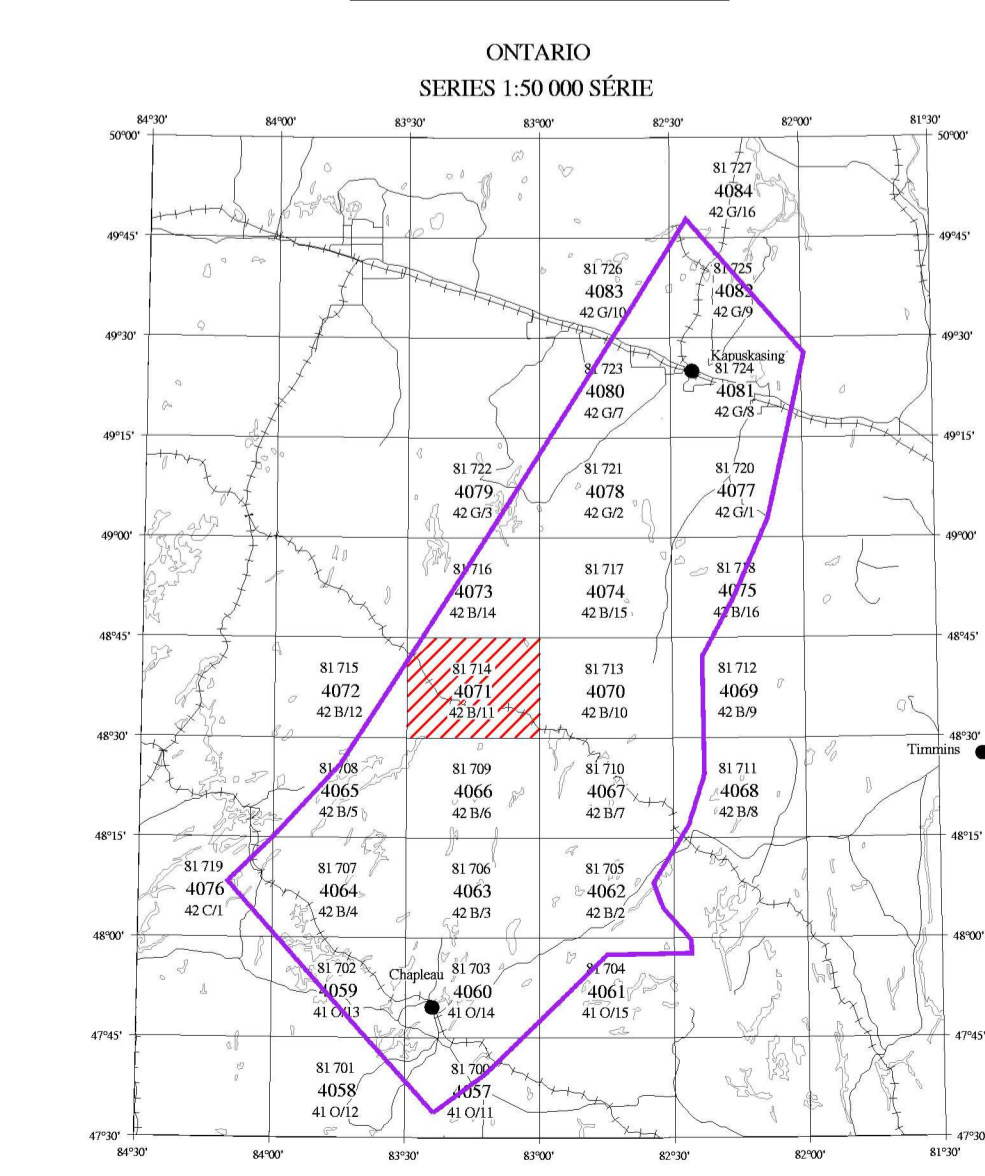 ONTARIO
SERIES 1:50 000 SÉRIE
84°30' 84°00' 83°30' 83°00' 82°30' 82°00' 81°30'
50°00' 50°00'
81 727
4084
42 G/16
49°45' 49°45'
81 726 81 725
4083 4082
42 G/10 42 G/9
49°30' 49°30'
Kapuskasing
81 723 81 724
4080 4081
42 G/7 42 G/8
49°15' 49°15'
81 722 81 721 81 720
4079 4078 4077
42 G/3 42 G/2 42 G/1
49°00' 49°00'
81 716 81 717 81 718
4073 4074 4075
42 B/14 42 B/15 42 B/16
48°45' 48°45'
81 715 81 714 81 713 81 712
4072 4071 4070 4069
42 B/12 42 B/11 42 B/10 42 B/9
48°30' 48°30'
Timmins
81 708 81 709 81 710 81 711
4065 4066 4067 4068
42 B/5 42 B/6 42 B/7 42 B/8
48°15' 48°15'
81 719 81 707 81 706 81 705
4076 4064 4063 4062
42 C/1 42 B/4 42 B/3 42 B/2
48°00' 48°00'
Chapleau
81 702 81 703 81 704
4059 4060 4061
41 O/13 41 O/14 41 O/15
47°45' 47°45'
81 701 81 700
4058 4057
41 O/12 41 O/11
47°30' 47°30'
84°30' 84°00' 83°30' 83°00' 82°30' 82°00' 81°30'